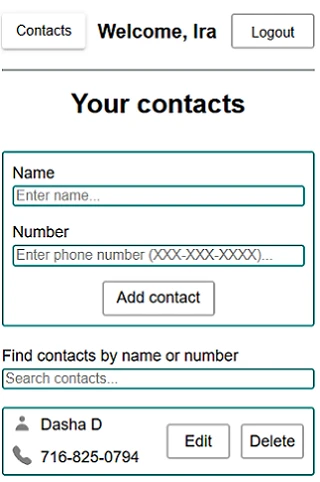 Contacts Welcome, Ira Logout
Your contacts
Name
Enter name...
Number
Enter phone number (XXX-XXX-XXXX)...
Add contact
Find contacts by name or number
Search contacts...
Dasha D
716-825-0794
Edit Delete